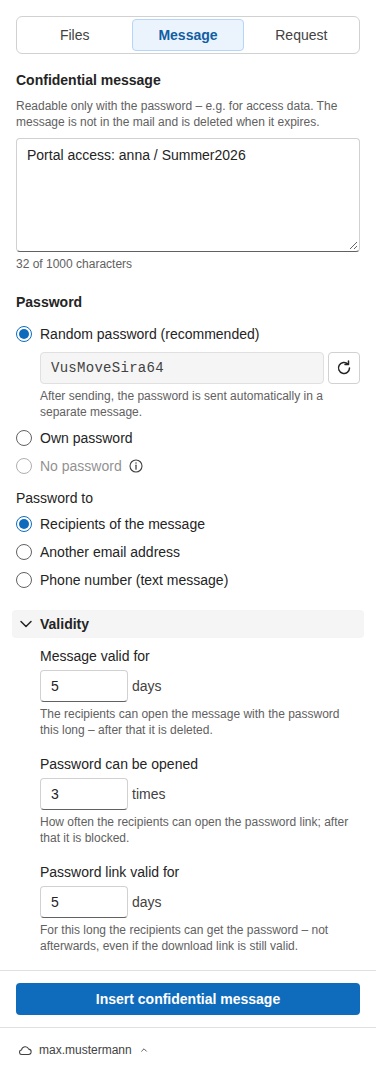 Files
Message
Request
Confidential message
Readable only with the password – e.g. for access data. The
message is not in the mail and is deleted when it expires.
Portal access: anna / Summer2026
32 of 1000 characters
Password
Random password (recommended)
VusMoveSira64
After sending, the password is sent automatically in a
separate message.
Own password
No password
Password to
Recipients of the message
Another email address
Phone number (text message)
Validity
Message valid for
5 days
The recipients can open the message with the password
this long – after that it is deleted.
Password can be opened
3 times
How often the recipients can open the password link; after
that it is blocked.
Password link valid for
5 days
For this long the recipients can get the password – not
afterwards, even if the download link is still valid.
Insert confidential message
max.mustermann